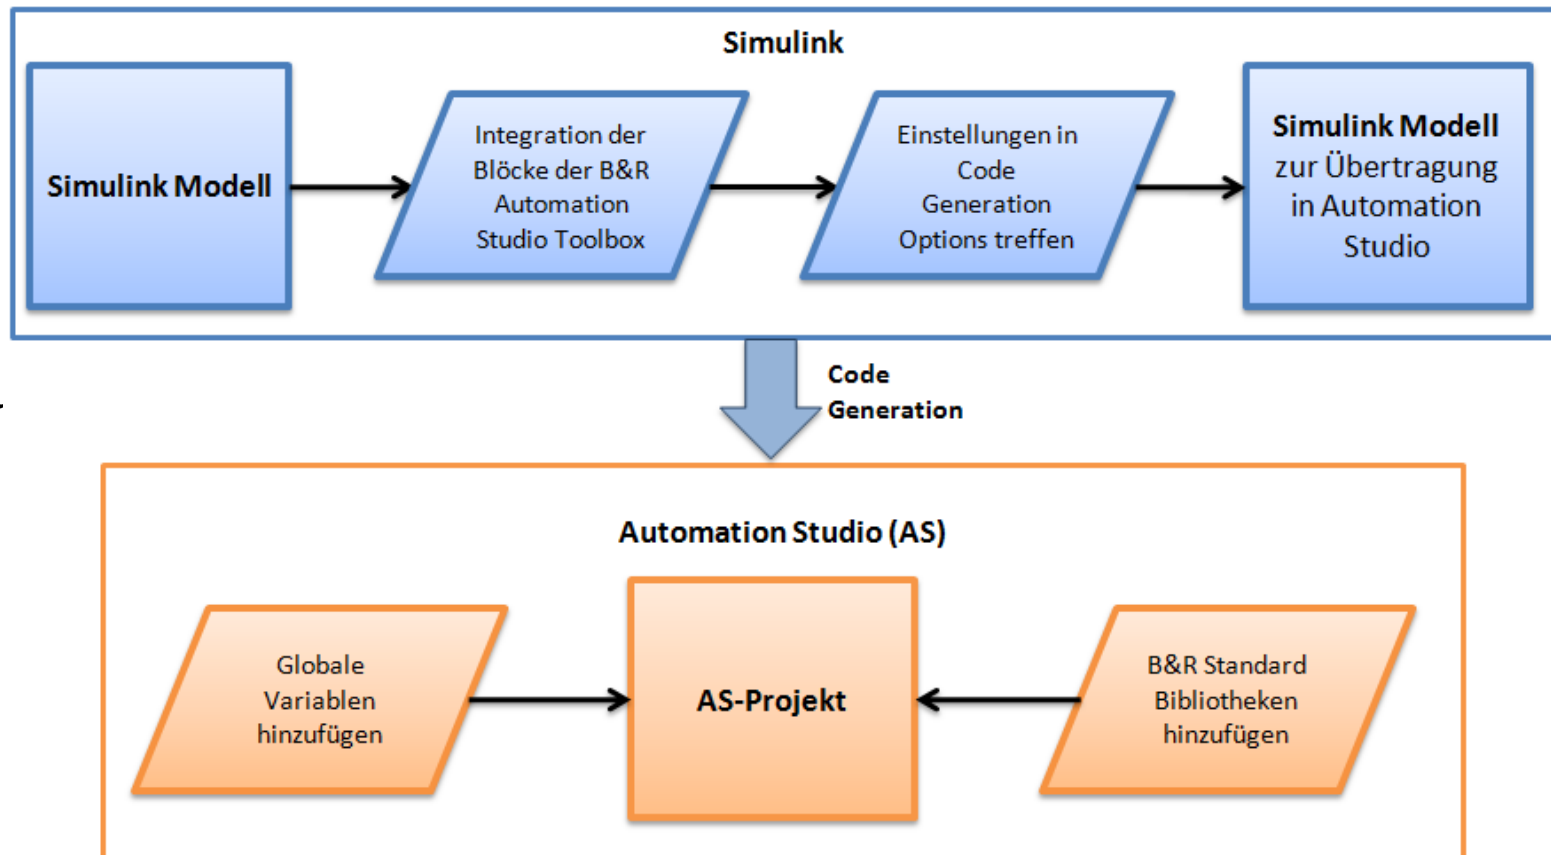 Simulink
Simulink Modell
Integration der
Blöcke der B&R
Automation
Studio Toolbox
Einstellungen in
Code
Generation
Options treffen
Simulink Modell
zur Übertragung
in Automation
Studio
Code
Generation
Automation Studio (AS)
Globale
Variablen
hinzufügen
AS-Projekt
B&R Standard
Bibliotheken
hinzufügen